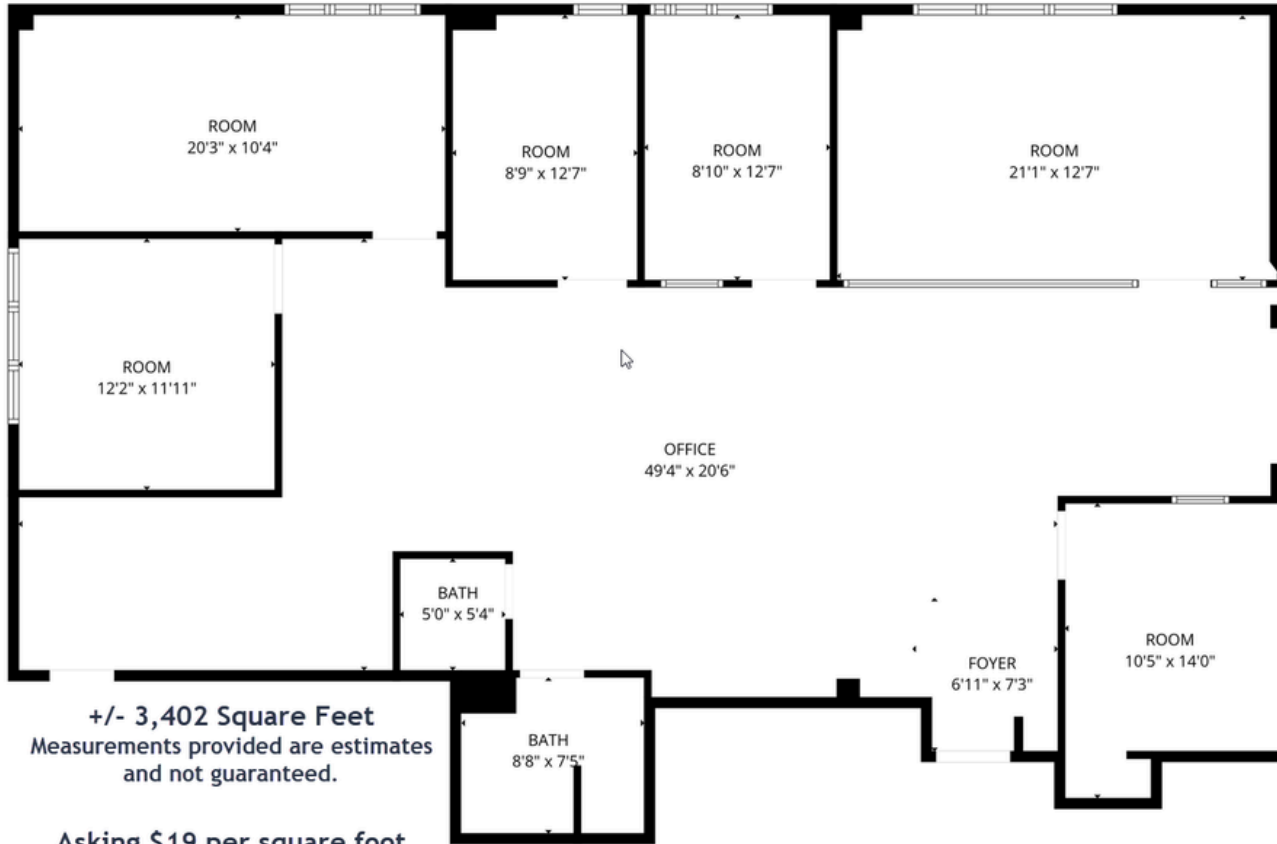 ROOM
20'3" x 10'4"
ROOM
8'9" x 12'7"
ROOM
8'10" x 12'7"
ROOM
21'1" x 12'7"
ROOM
12'2" x 11'11"
OFFICE
49'4" x 20'6"
BATH
5'0" x 5'4"
ROOM
10'5" x 14'0"
FOYER
6'11" x 7'3"
BATH
8'8" x 7'5"
+/- 3,402 Square Feet
Measurements provided are estimates
and not guaranteed.
Asking $19 per square foot